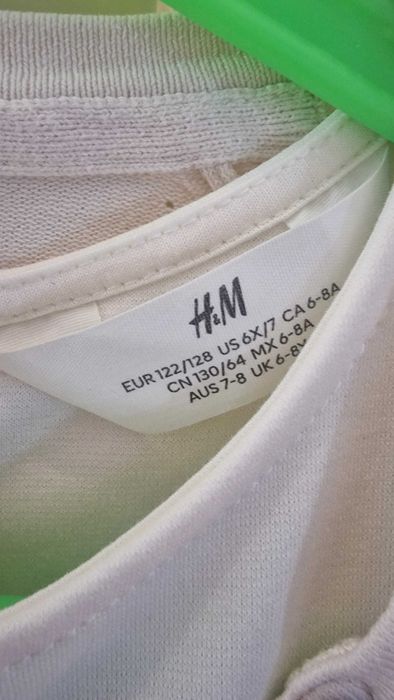 H&M
EUR 122/128 US 6X/7 CA 6-8A
CN 130/64 MX 6-8A
AUS 7-8 UK 6-8Y